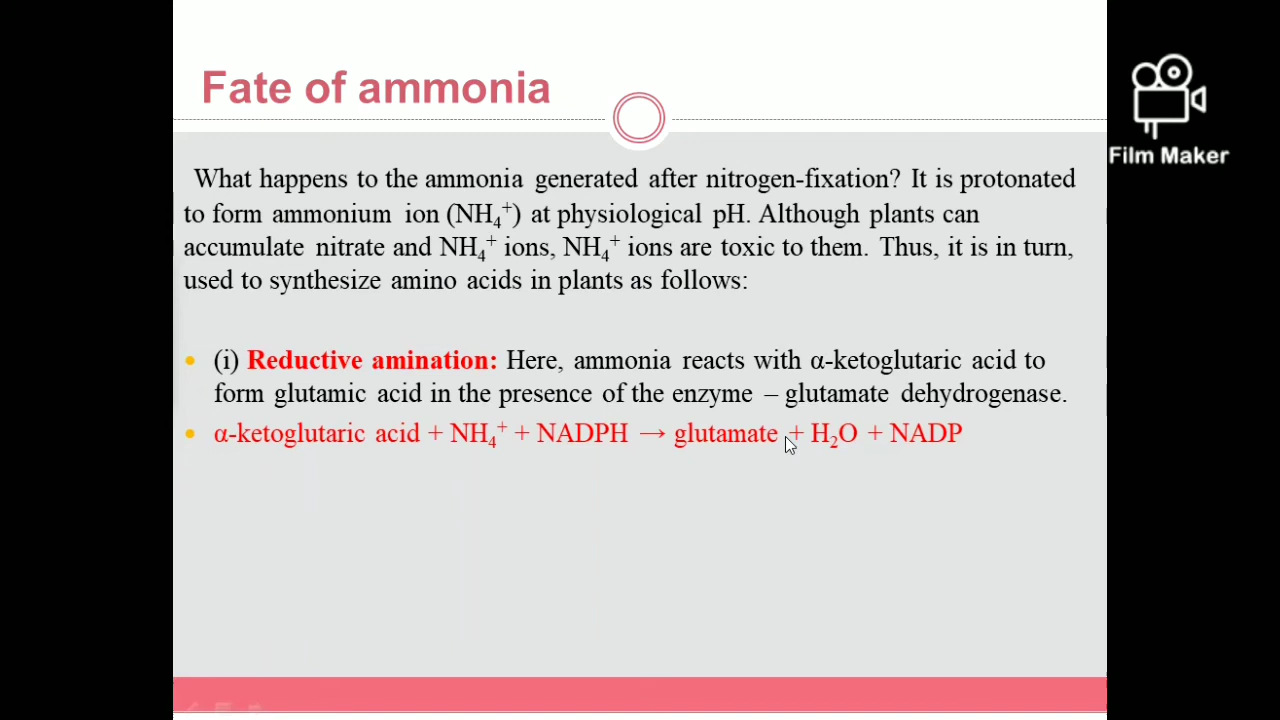 Fate of ammonia
Film Maker
What happens to the ammonia generated after nitrogen-fixation? It is protonated
to form ammonium ion (NH₄⁺) at physiological pH. Although plants can
accumulate nitrate and NH₄⁺ ions, NH₄⁺ ions are toxic to them. Thus, it is in turn,
used to synthesize amino acids in plants as follows:
• (i) Reductive amination: Here, ammonia reacts with α-ketoglutaric acid to
form glutamic acid in the presence of the enzyme – glutamate dehydrogenase.
• α-ketoglutaric acid + NH₄⁺ + NADPH → glutamate + H₂O + NADP